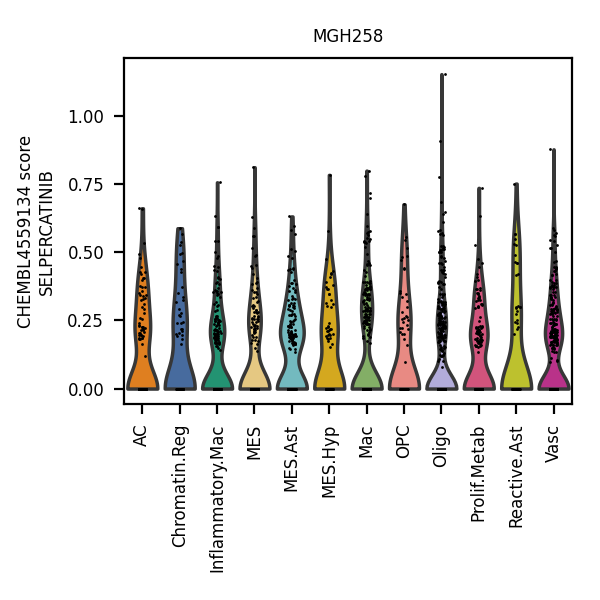 MGH258
CHEMBL4559134 score
SELPERCATINIB
1.00
0.75
0.50
0.25
0.00
AC
Chromatin.Reg
Inflammatory.Mac
MES
MES.Ast
MES.Hyp
Mac
OPC
Oligo
Prolif.Metab
Reactive.Ast
Vasc